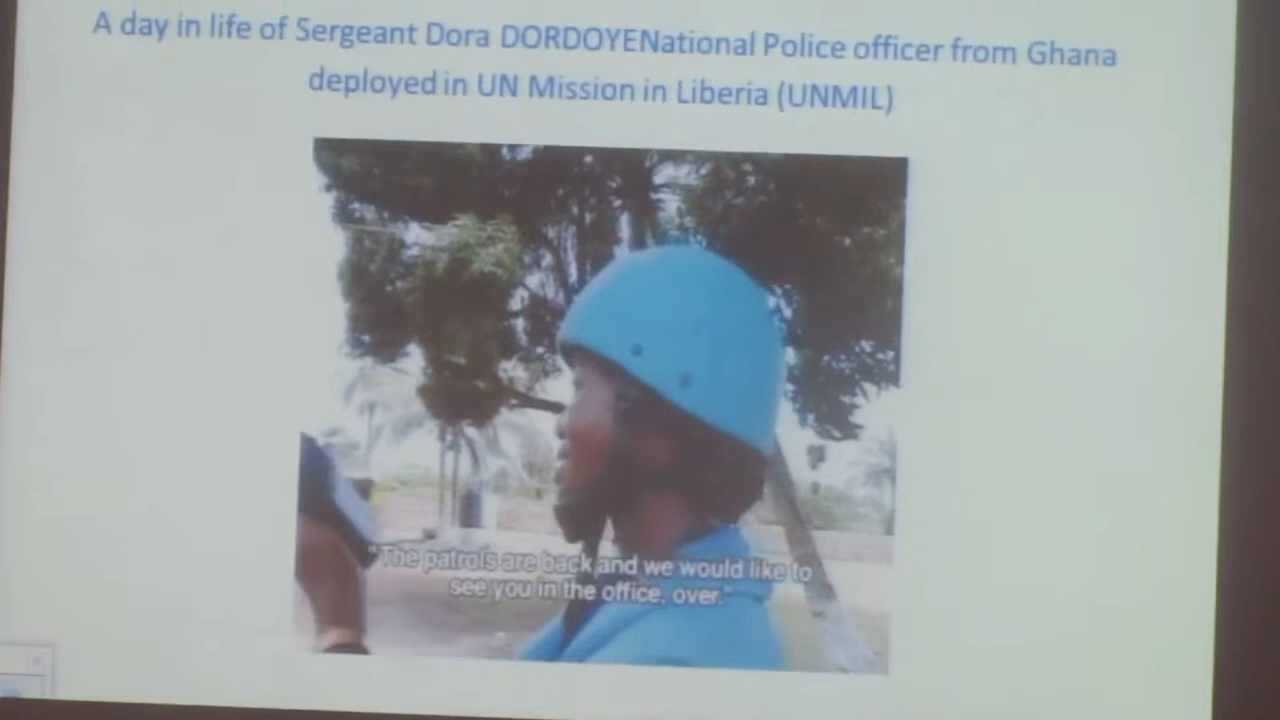 A day in life of Sergeant Dora DORDOYENational Police officer from Ghana
deployed in UN Mission in Liberia (UNMIL)
"The patrols are back and we would like to
see you in the office, over."